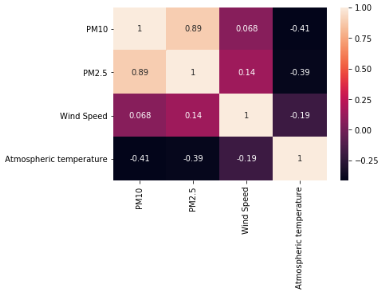 PM10 1 0.89 0.068 -0.41
PM2.5 0.89 1 0.14 -0.39
Wind Speed 0.068 0.14 1 -0.19
Atmospheric temperature -0.41 -0.39 -0.19 1
PM10
PM2.5
Wind Speed
Atmospheric temperature
1.00
0.75
0.50
0.25
0.00
−0.25